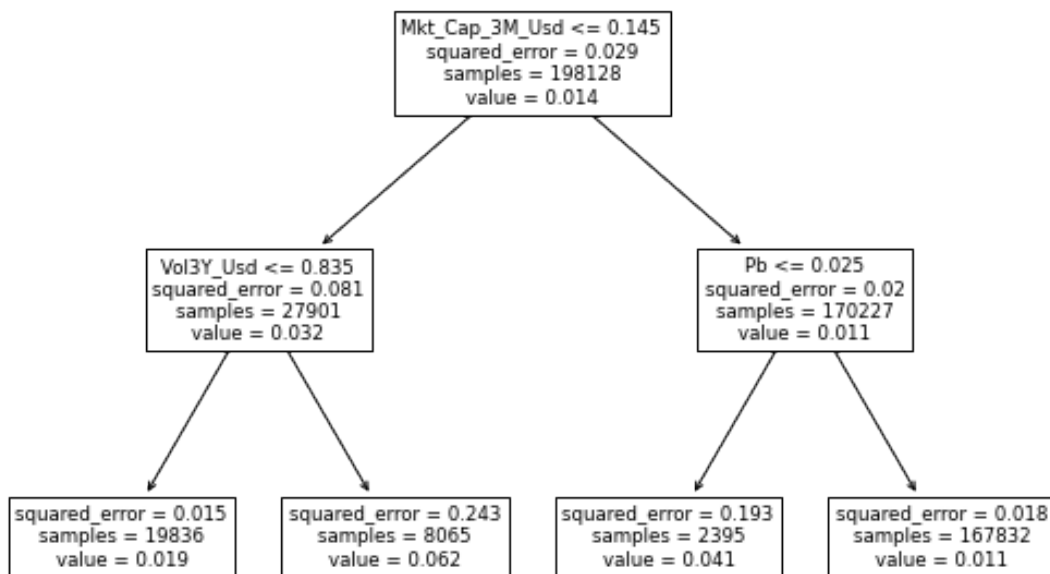 Mkt_Cap_3M_Usd <= 0.145
squared_error = 0.029
samples = 198128
value = 0.014
Vol3Y_Usd <= 0.835
squared_error = 0.081
samples = 27901
value = 0.032
Pb <= 0.025
squared_error = 0.02
samples = 170227
value = 0.011
squared_error = 0.015
samples = 19836
value = 0.019
squared_error = 0.243
samples = 8065
value = 0.062
squared_error = 0.193
samples = 2395
value = 0.041
squared_error = 0.018
samples = 167832
value = 0.011